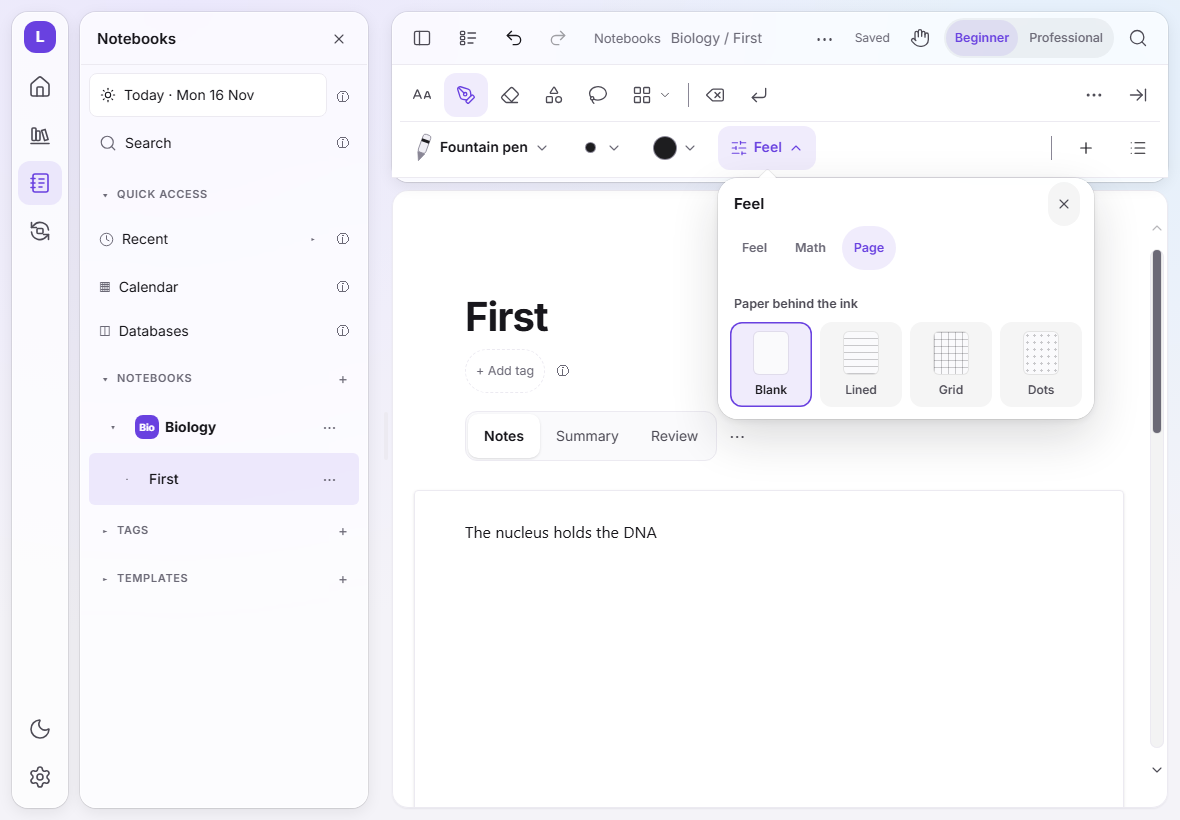 L
Notebooks
Today · Mon 16 Nov
Search
QUICK ACCESS
Recent
Calendar
Databases
NOTEBOOKS
Bio Biology
First
TAGS
TEMPLATES
Notebooks Biology / First
Saved
Beginner Professional
AA
Fountain pen
Feel
Feel
Feel Math Page
Paper behind the ink
Blank Lined Grid Dots
First
+ Add tag
Notes Summary Review
The nucleus holds the DNA